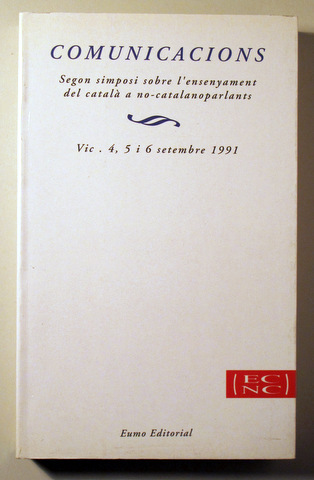 COMUNICACIONS
Segon simposi sobre l'ensenyament
del català a no-catalanoparlants
Vic . 4, 5 i 6 setembre 1991
(EC
NC)
Eumo Editorial